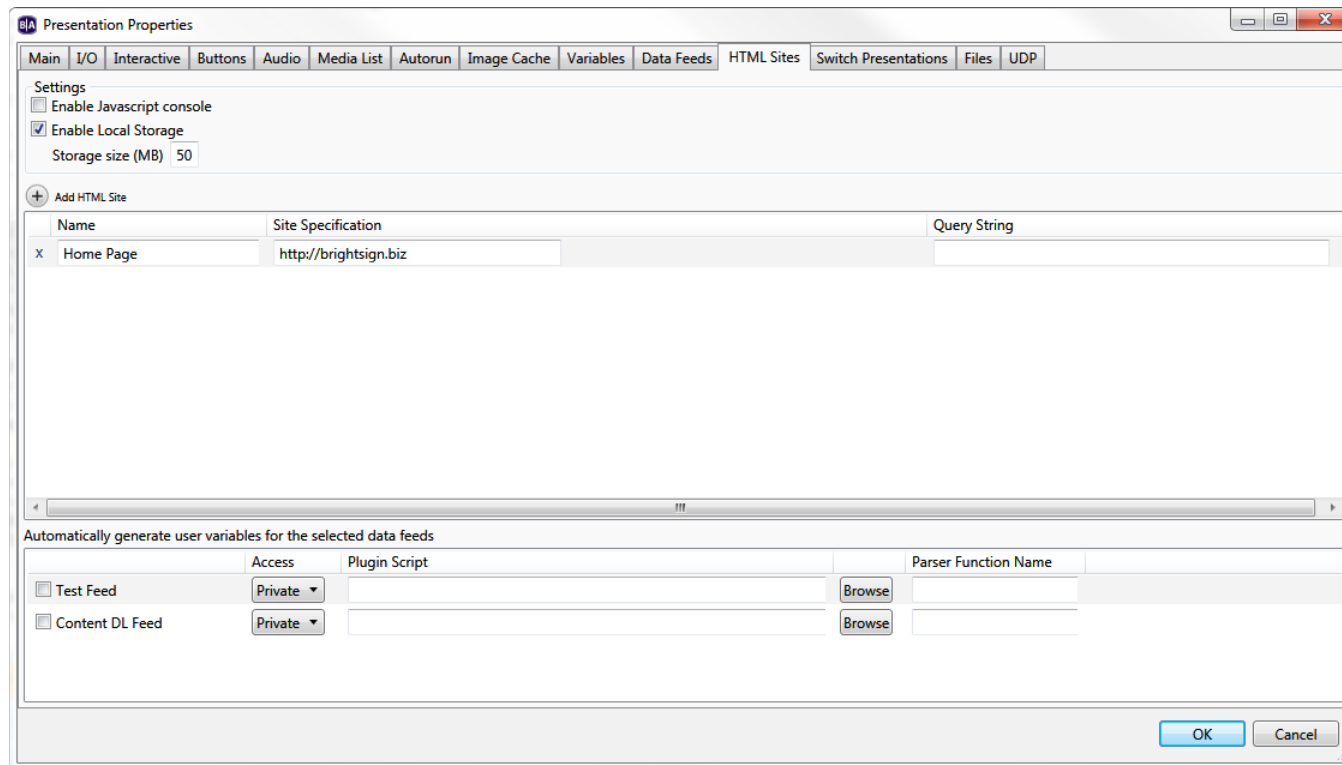 B|A Presentation Properties
Main I/O Interactive Buttons Audio Media List Autorun Image Cache Variables Data Feeds HTML Sites Switch Presentations Files UDP
Settings
Enable Javascript console
Enable Local Storage
Storage size (MB) 50
Add HTML Site
Name Site Specification Query String
x Home Page http://brightsign.biz
Automatically generate user variables for the selected data feeds
Access Plugin Script Parser Function Name
Test Feed Private Browse
Content DL Feed Private Browse
OK Cancel